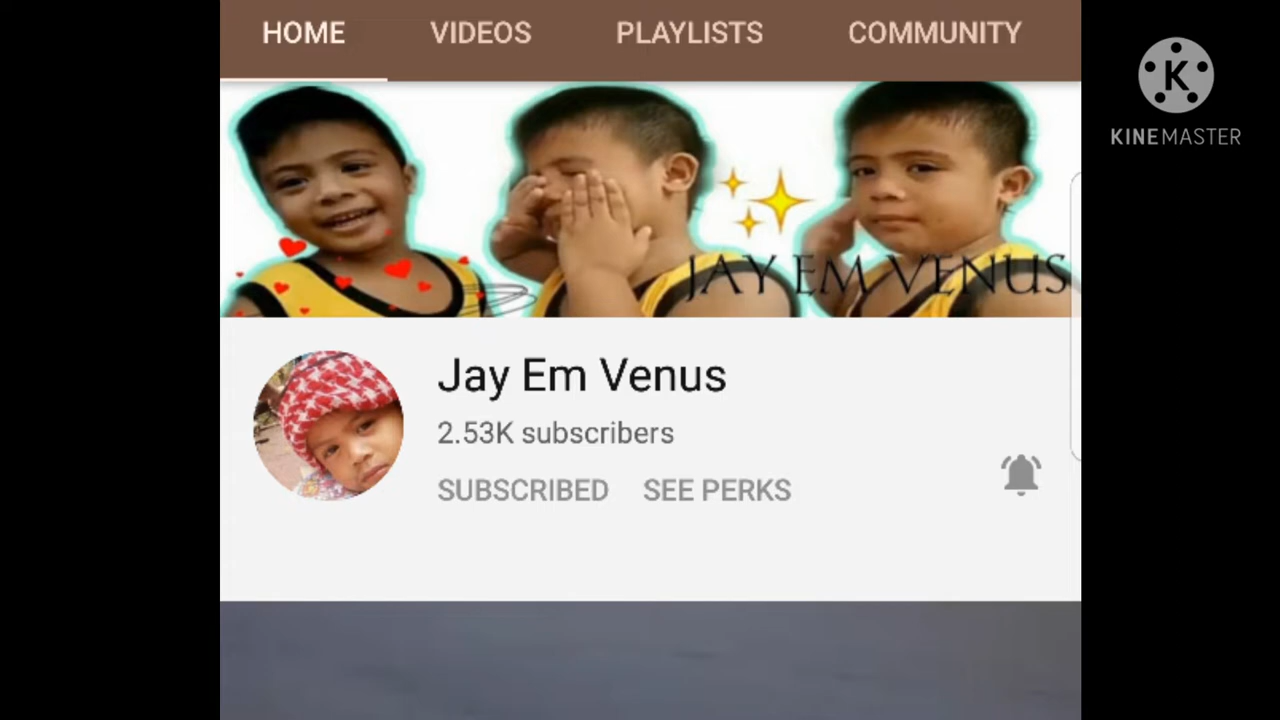 HOME VIDEOS PLAYLISTS COMMUNITY
K
KINEMASTER
JAY EM VENUS
Jay Em Venus
2.53K subscribers
SUBSCRIBED SEE PERKS